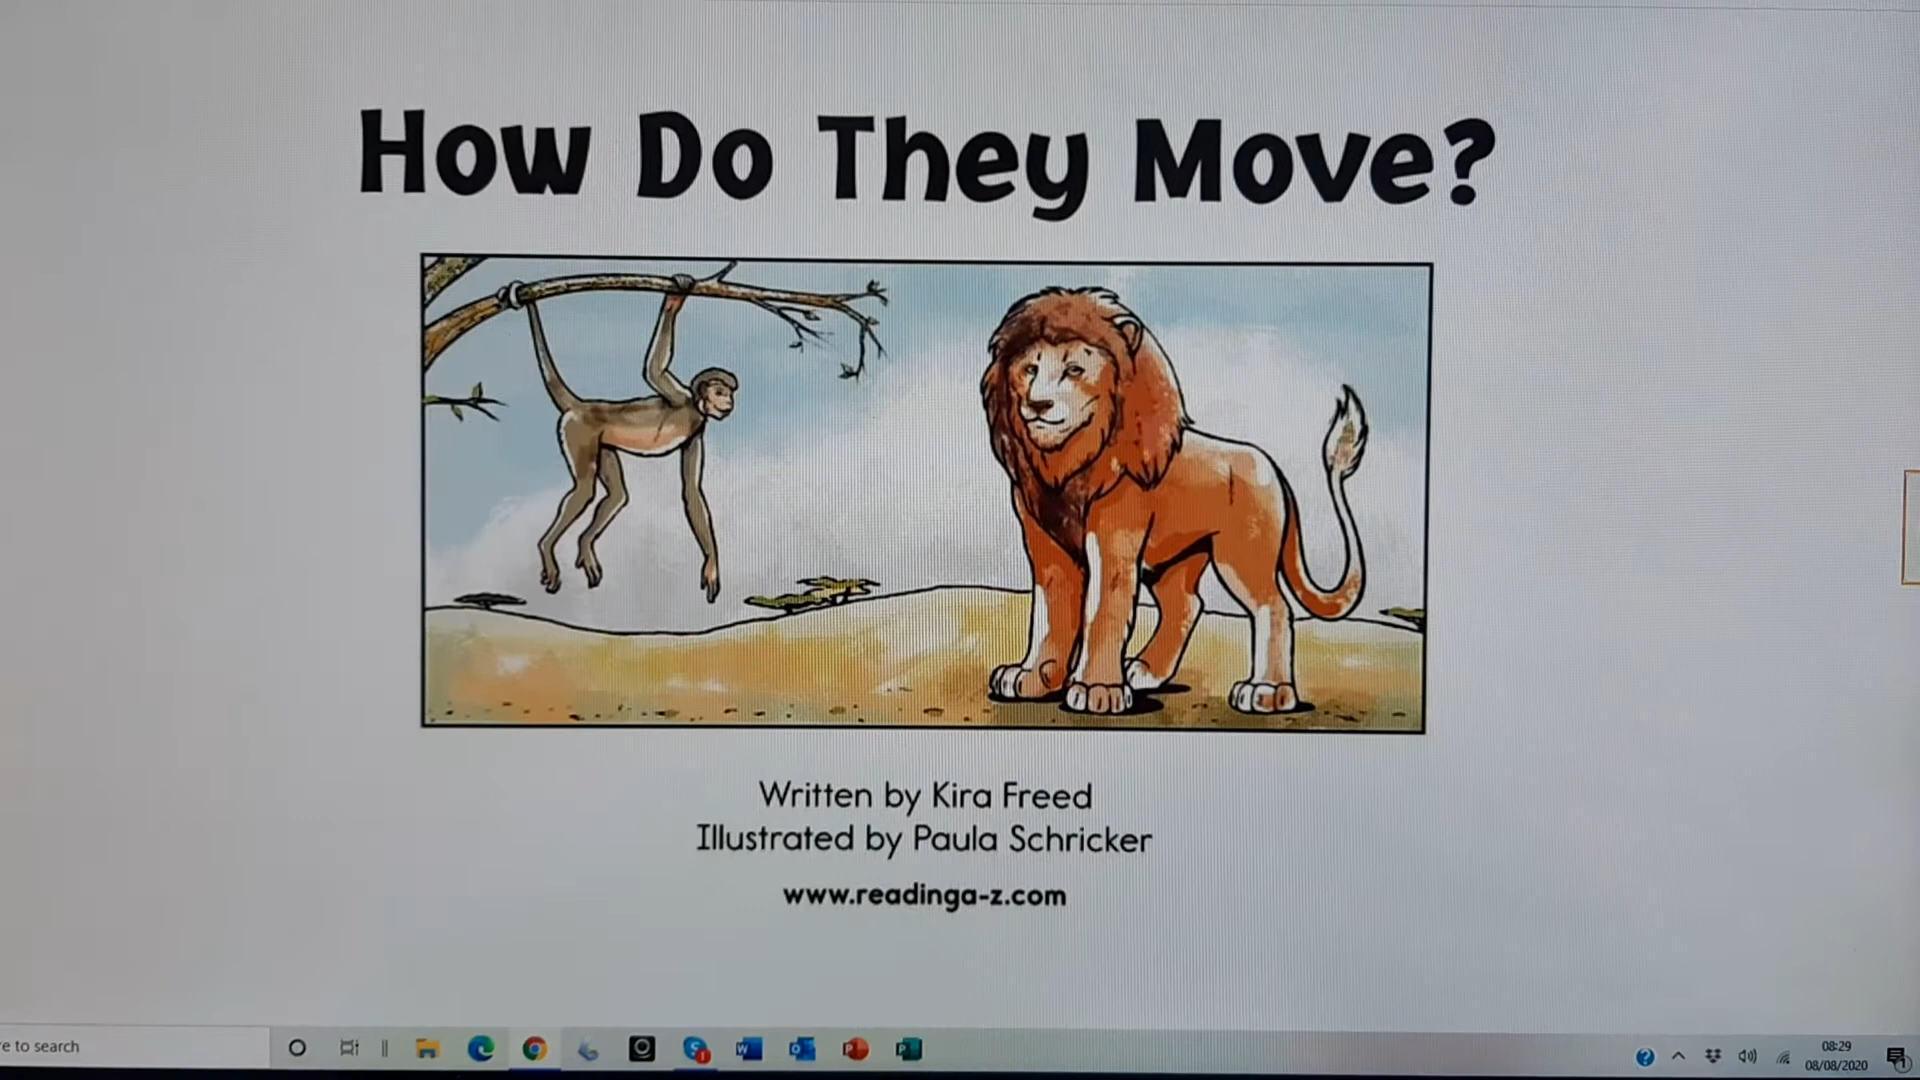 How Do They Move?
Written by Kira Freed
Illustrated by Paula Schricker
www.readinga-z.com
e to search
08:29
08/08/2020